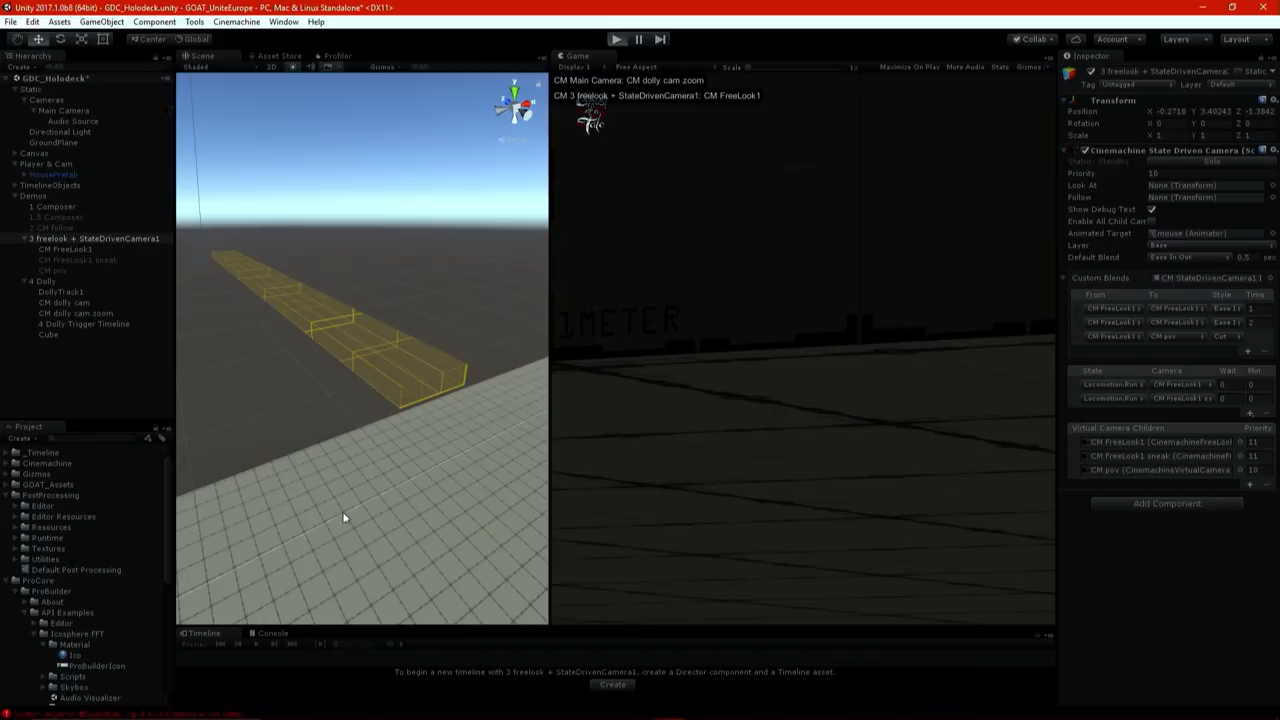 Unity 2017.1.0b8 (64bit) - GDC_Holodeck.unity - GOAT_UniteEurope - PC, Mac & Linux Standalone* <DX11>
File Edit Assets GameObject Component Tools Cinemachine Window Help
Center Global Collab Account Layers Layout
Hierarchy
Create
GDC_Holodeck*
Static
Cameras
Main Camera
Audio Source
Directional Light
GroundPlane
Canvas
Player & Cam
MousePrefab
TimelineObjects
Demos
1 Composer
1.5 Composer
2 CM follow
3 freelook + StateDrivenCamera1
CM FreeLook1
CM FreeLook1 sneak
CM pov
4 Dolly
DollyTrack1
CM dolly cam
CM dolly cam zoom
4 Dolly Trigger Timeline
Cube
Project
Create
_Timeline
Cinemachine
Gizmos
GOAT_Assets
PostProcessing
Editor
Editor Resources
Resources
Runtime
Textures
Utilities
Default Post Processing
ProCore
ProBuilder
About
API Examples
Editor
Icosphere FFT
Material
Ico
ProBuilderIcon
Scripts
Skybox
Audio Visualizer
Scene Asset Store Profiler
Shaded 2D Gizmos
y
Persp
Game
Display 1 Free Aspect Scale 1x Maximize On Play Mute Audio Stats Gizmos
CM Main Camera: CM dolly cam zoom
CM 3 freelook + StateDrivenCamera1: CM FreeLook1
1METER
Timeline Console
Preview
To begin a new timeline with 3 freelook + StateDrivenCamera1, create a Director component and a Timeline asset.
Create
Inspector
3 freelook + StateDrivenCamera1 Static
Tag Untagged Layer Default
Transform
Position X -0.2718 Y 3.40243 Z -1.3842
Rotation X 0 Y 0 Z 0
Scale X 1 Y 1 Z 1
Cinemachine State Driven Camera (Sc
Status: Standby Solo
Priority 10
Look At None (Transform)
Follow None (Transform)
Show Debug Text
Enable All Child Cam
Animated Target mouse (Animator)
Layer Base
Default Blend Ease In Out 0.5 sec
Custom Blends CM StateDrivenCamera1
From To Style Time
CM FreeLook1 CM FreeLook1 Ease I 1
CM FreeLook1 CM FreeLook1 Ease I 2
CM FreeLook1 CM pov Cut
State Camera Wait Min
Locomotion.Run CM FreeLook1 0 0
Locomotion.Run CM FreeLook1 s 0 0
Virtual Camera Children Priority
CM FreeLook1 (CinemachineFreeLool 11
CM FreeLook1 sneak (CinemachineFr 11
CM pov (CinemachineVirtualCamera 10
Add Component